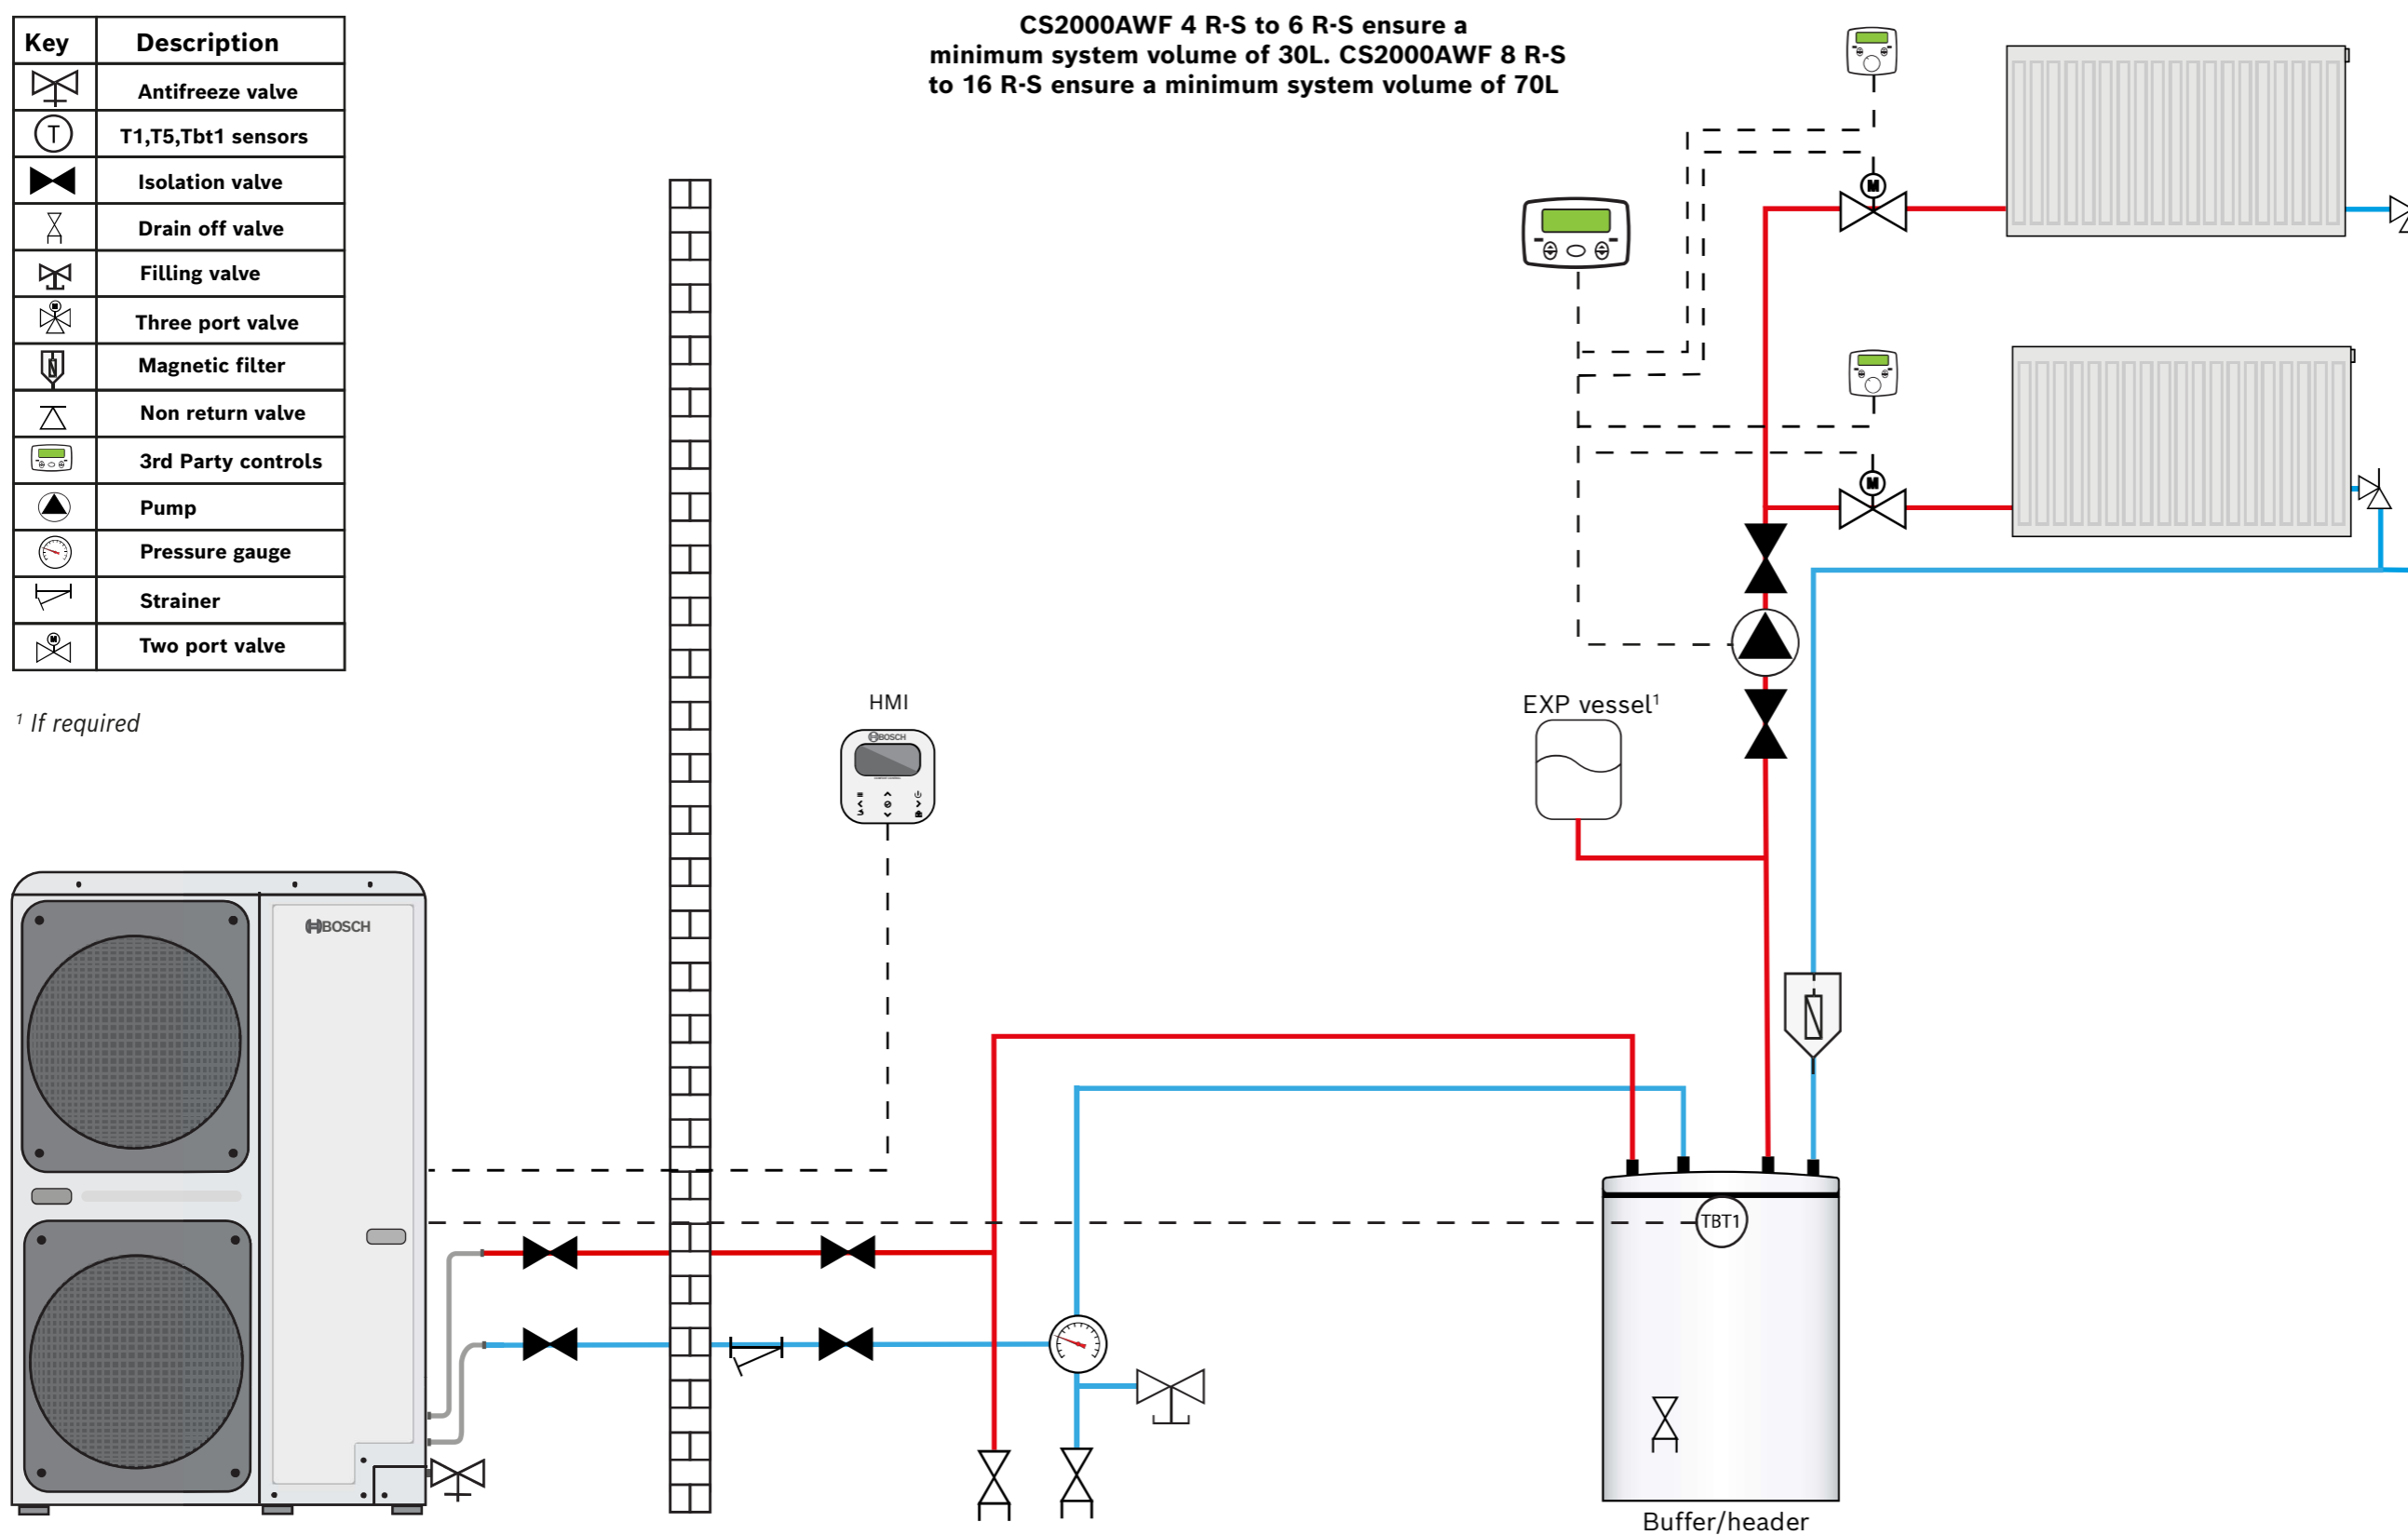 CS2000AWF 4 R-S to 6 R-S ensure a
minimum system volume of 30L. CS2000AWF 8 R-S
to 16 R-S ensure a minimum system volume of 70L
Key Description
Antifreeze valve
T T1,T5,Tbt1 sensors
Isolation valve
Drain off valve
Filling valve
M Three port valve
Magnetic filter
Non return valve
3rd Party controls
Pump
Pressure gauge
Strainer
M Two port valve
¹ If required
M
M
HMI
BOSCH
EXP vessel¹
BOSCH
TBT1
Buffer/header